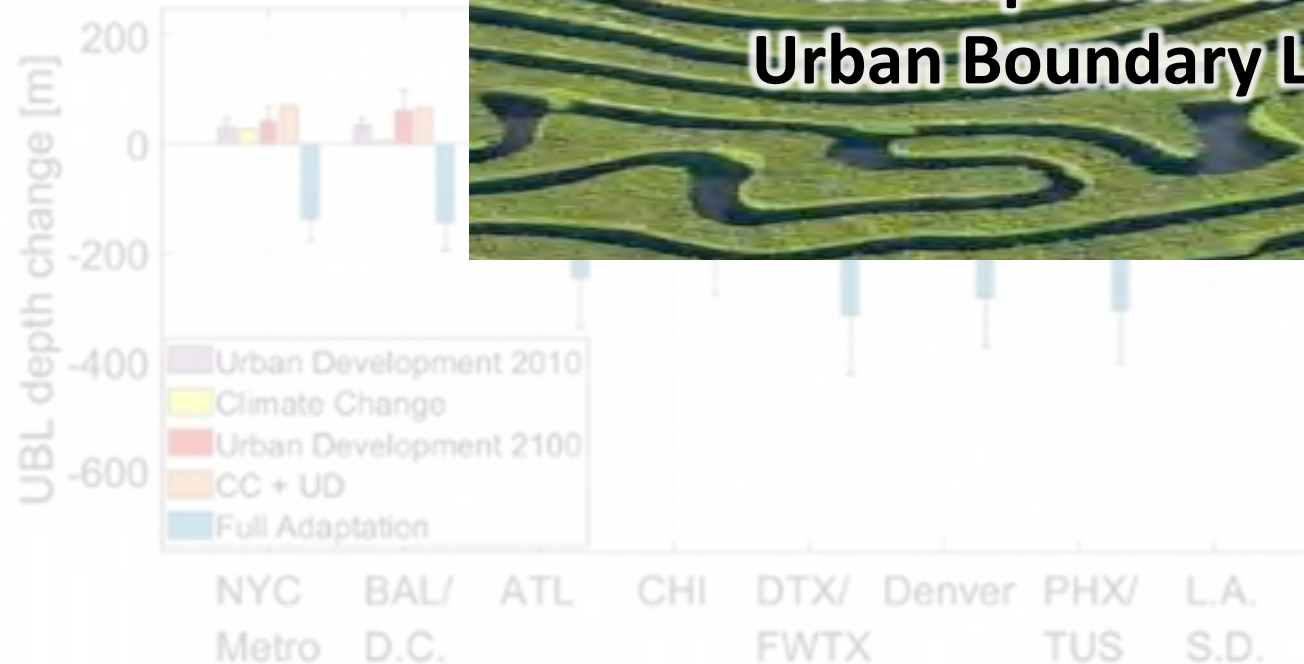 Urban Boundary L
200
0
-200
-400
-600
UBL depth change [m]
Urban Development 2010
Climate Change
Urban Development 2100
CC + UD
Full Adaptation
NYC Metro
BAL/ D.C.
ATL
CHI
DTX/ FWTX
Denver
PHX/ TUS
L.A. S.D.